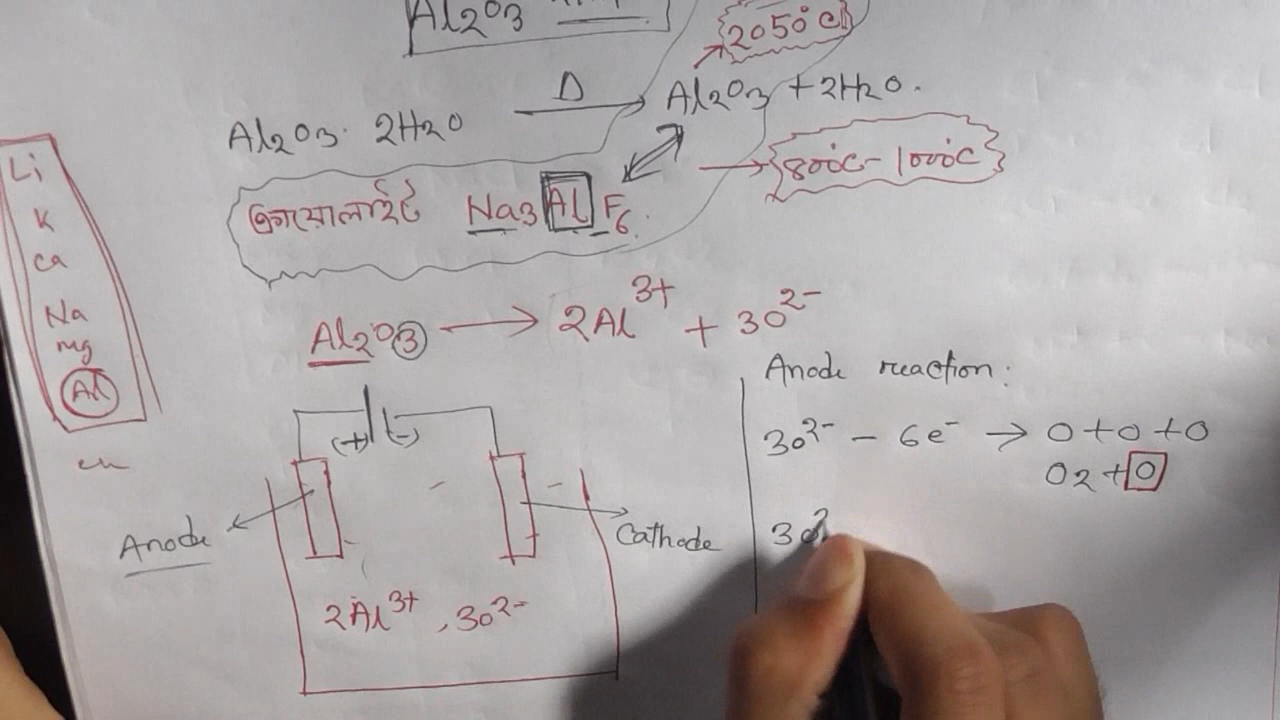 Al2O3
2050°C
Al2O3. 2H2O Δ → Al2O3 + 2H2O.
→ 800°C - 1000°C
ক্রায়োলাইট Na3AlF6.
Li
K
Ca
Na
Mg
Al
Al2O3 → 2Al³⁺ + 3O²⁻
Anode reaction:
3O²⁻ - 6e⁻ → O+O+O
O2+O
3O²
(+) (-)
Anode
Cathode
2Al³⁺, 3O²⁻